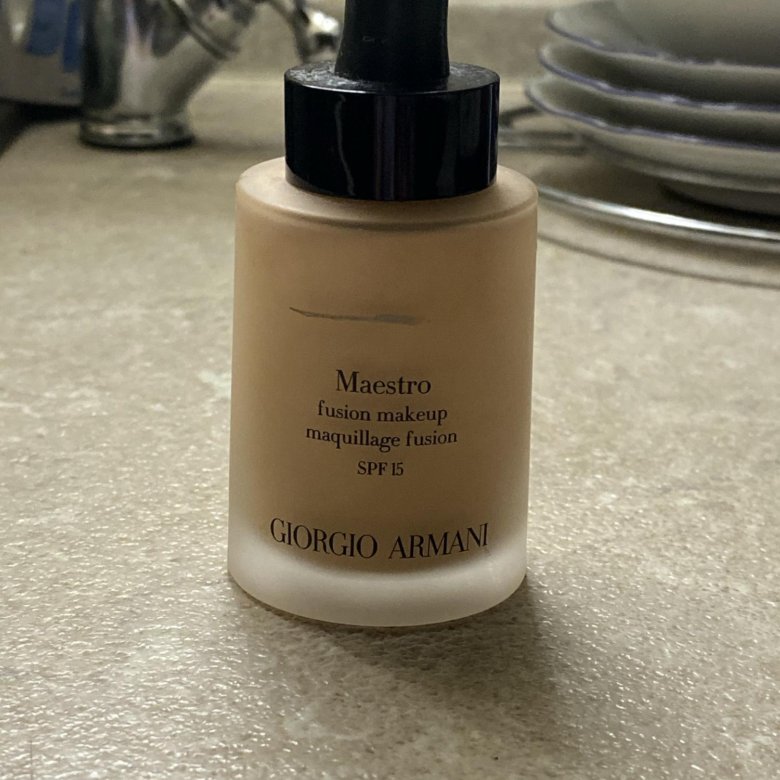 Maestro
fusion makeup
maquillage fusion
SPF 15
GIORGIO ARMANI